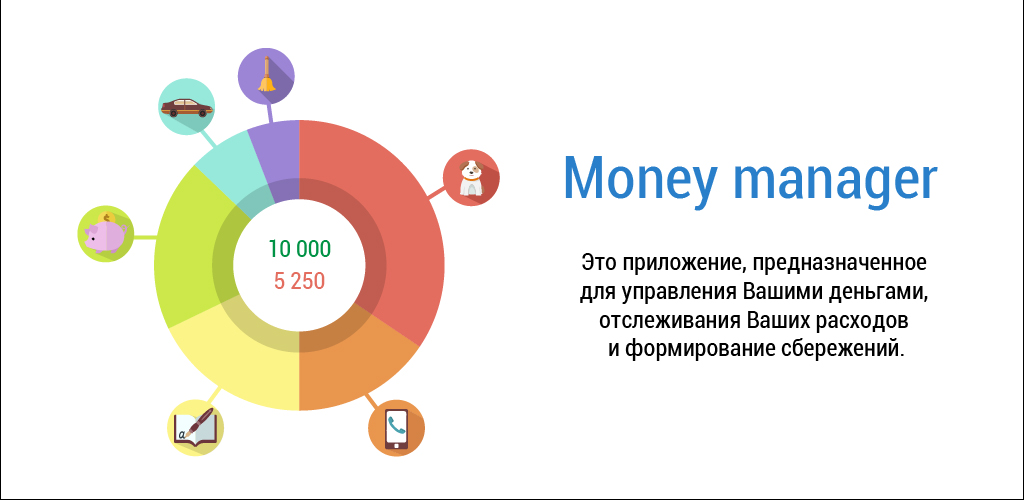 10 000
5 250
Money manager
Это приложение, предназначенное
для управления Вашими деньгами,
отслеживания Ваших расходов
и формирование сбережений.
a